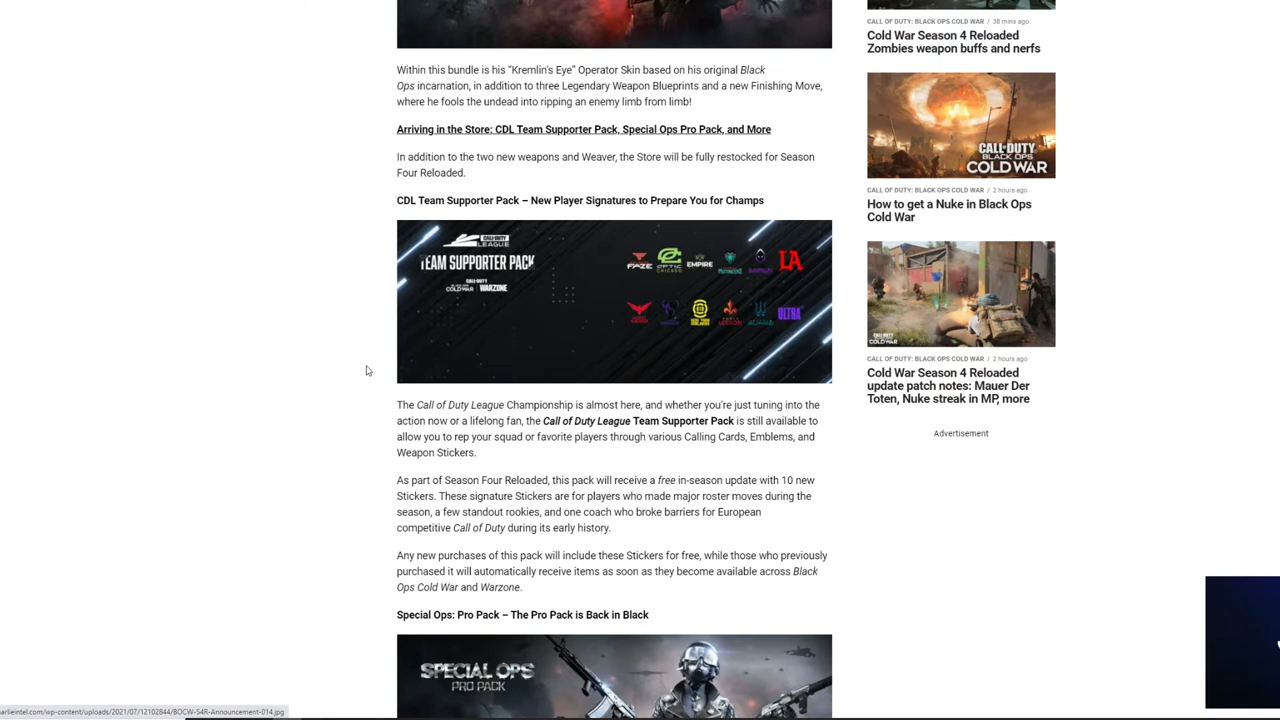 Within this bundle is his “Kremlin’s Eye” Operator Skin based on his original Black
Ops incarnation, in addition to three Legendary Weapon Blueprints and a new Finishing Move,
where he fools the undead into ripping an enemy limb from limb!
Arriving in the Store: CDL Team Supporter Pack, Special Ops Pro Pack, and More
In addition to the two new weapons and Weaver, the Store will be fully restocked for Season
Four Reloaded.
CDL Team Supporter Pack – New Player Signatures to Prepare You for Champs
CALL OF DUTY
LEAGUE
TEAM SUPPORTER PACK
COLD WAR WARZONE
FAZE OPTIC CHICAGO EMPIRE MUTINEERS LA
ULTRA
The Call of Duty League Championship is almost here, and whether you’re just tuning into the
action now or a lifelong fan, the Call of Duty League Team Supporter Pack is still available to
allow you to rep your squad or favorite players through various Calling Cards, Emblems, and
Weapon Stickers.
As part of Season Four Reloaded, this pack will receive a free in-season update with 10 new
Stickers. These signature Stickers are for players who made major roster moves during the
season, a few standout rookies, and one coach who broke barriers for European
competitive Call of Duty during its early history.
Any new purchases of this pack will include these Stickers for free, while those who previously
purchased it will automatically receive items as soon as they become available across Black
Ops Cold War and Warzone.
Special Ops: Pro Pack – The Pro Pack is Back in Black
SPECIAL OPS
PRO PACK
CALL OF DUTY: BLACK OPS COLD WAR / 38 mins ago
Cold War Season 4 Reloaded
Zombies weapon buffs and nerfs
CALL OF DUTY
BLACK OPS
COLD WAR
CALL OF DUTY: BLACK OPS COLD WAR / 2 hours ago
How to get a Nuke in Black Ops
Cold War
COLD WAR
CALL OF DUTY: BLACK OPS COLD WAR / 2 hours ago
Cold War Season 4 Reloaded
update patch notes: Mauer Der
Toten, Nuke streak in MP, more
Advertisement
arlieintel.com/wp-content/uploads/2021/07/12102844/BOCW-S4R-Announcement-014.jpg